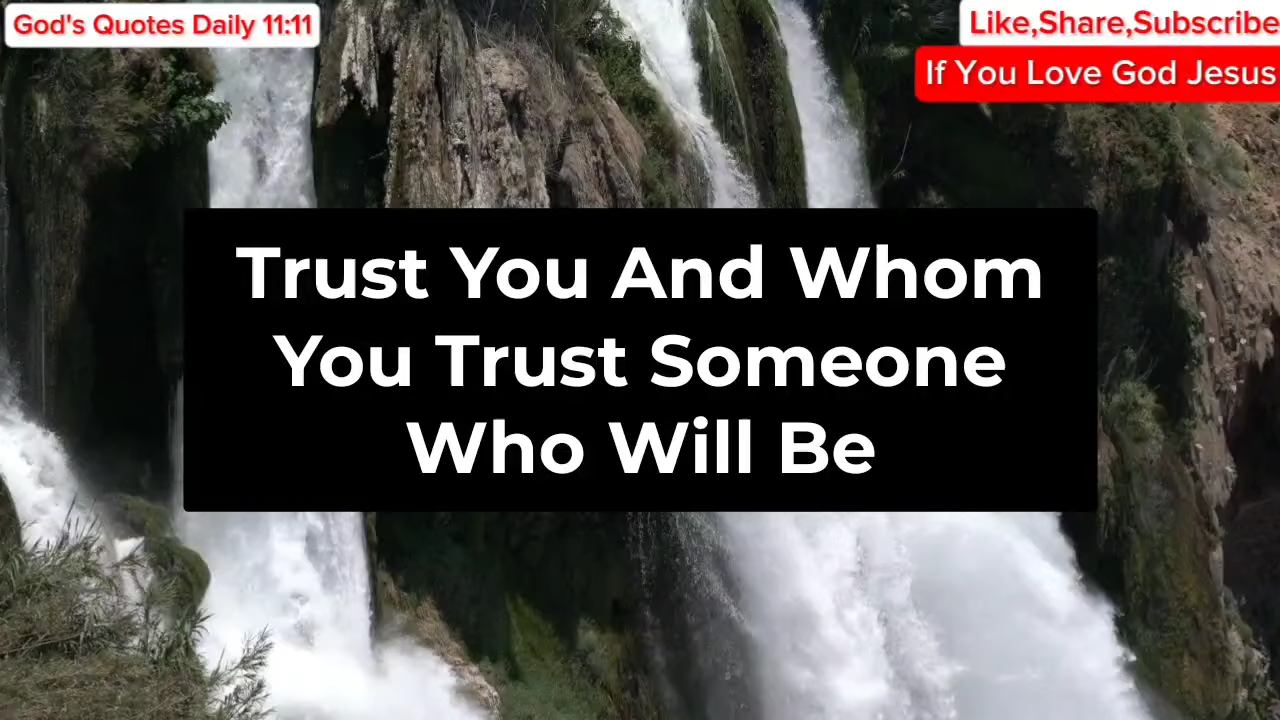 God's Quotes Daily 11:11
Like,Share,Subscribe
If You Love God Jesus
Trust You And Whom
You Trust Someone
Who Will Be